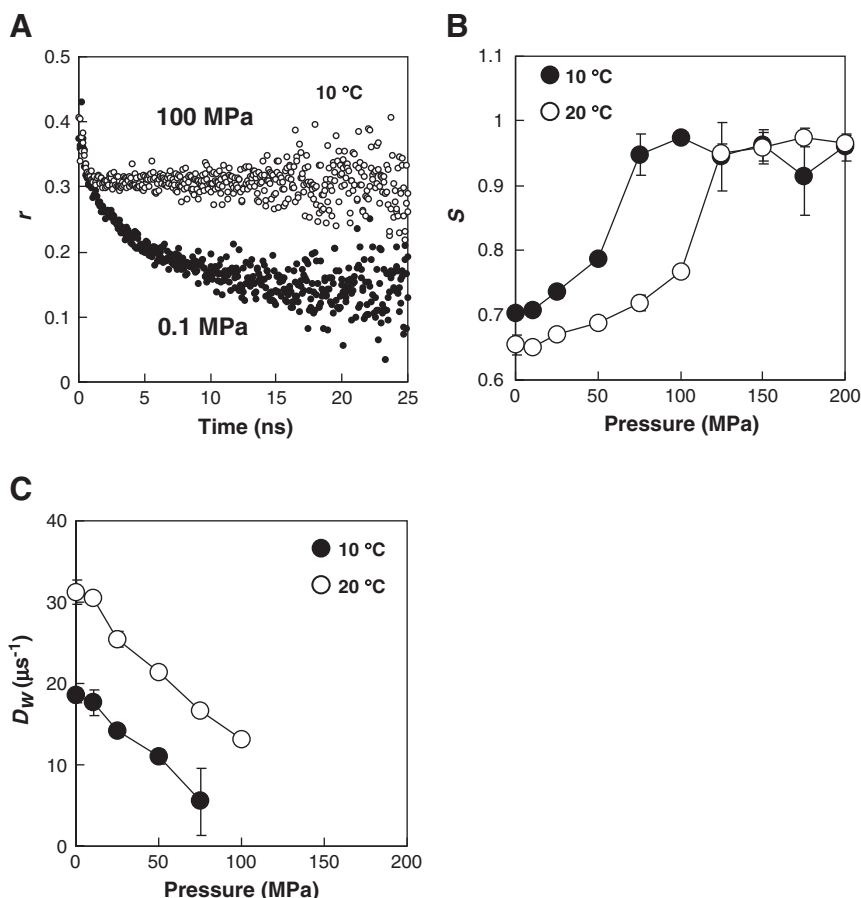 A
0.5
0.4
0.3
0.2
0.1
0
r
100 MPa
10 °C
0.1 MPa
0 5 10 15 20 25
Time (ns)
B
1.1
1
0.9
0.8
0.7
0.6
S
10 °C
20 °C
0 50 100 150 200
Pressure (MPa)
C
40
30
20
10
0
DW (µs-1)
10 °C
20 °C
0 50 100 150 200
Pressure (MPa)